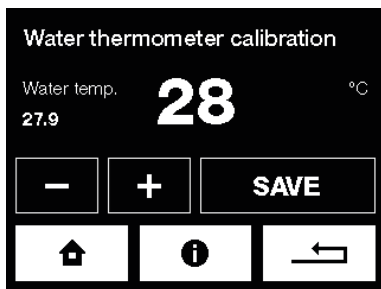 Water thermometer calibration
Water temp.
27.9
28
°C
− +
SAVE